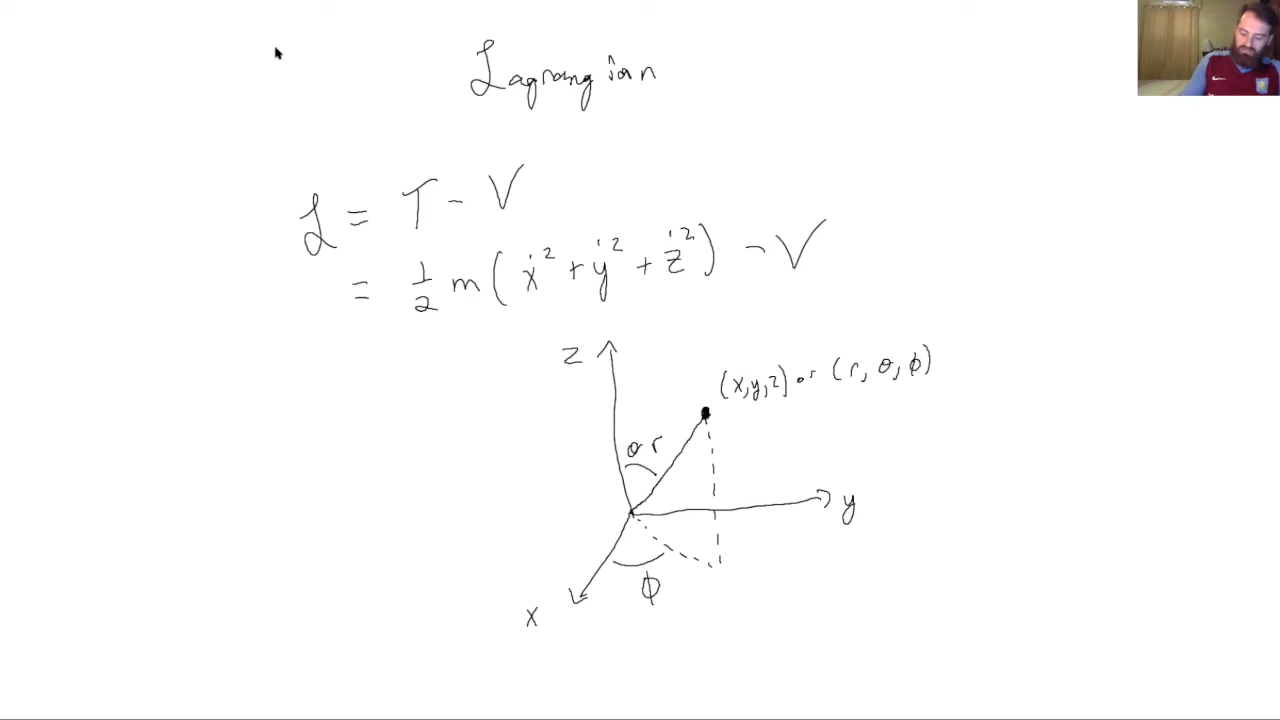 Lagrangian
ℒ = T - V
= 1/2 m(ẋ² + ẏ² + ż²) - V
z
(x,y,z) or (r, θ, φ)
θ r
y
φ
x